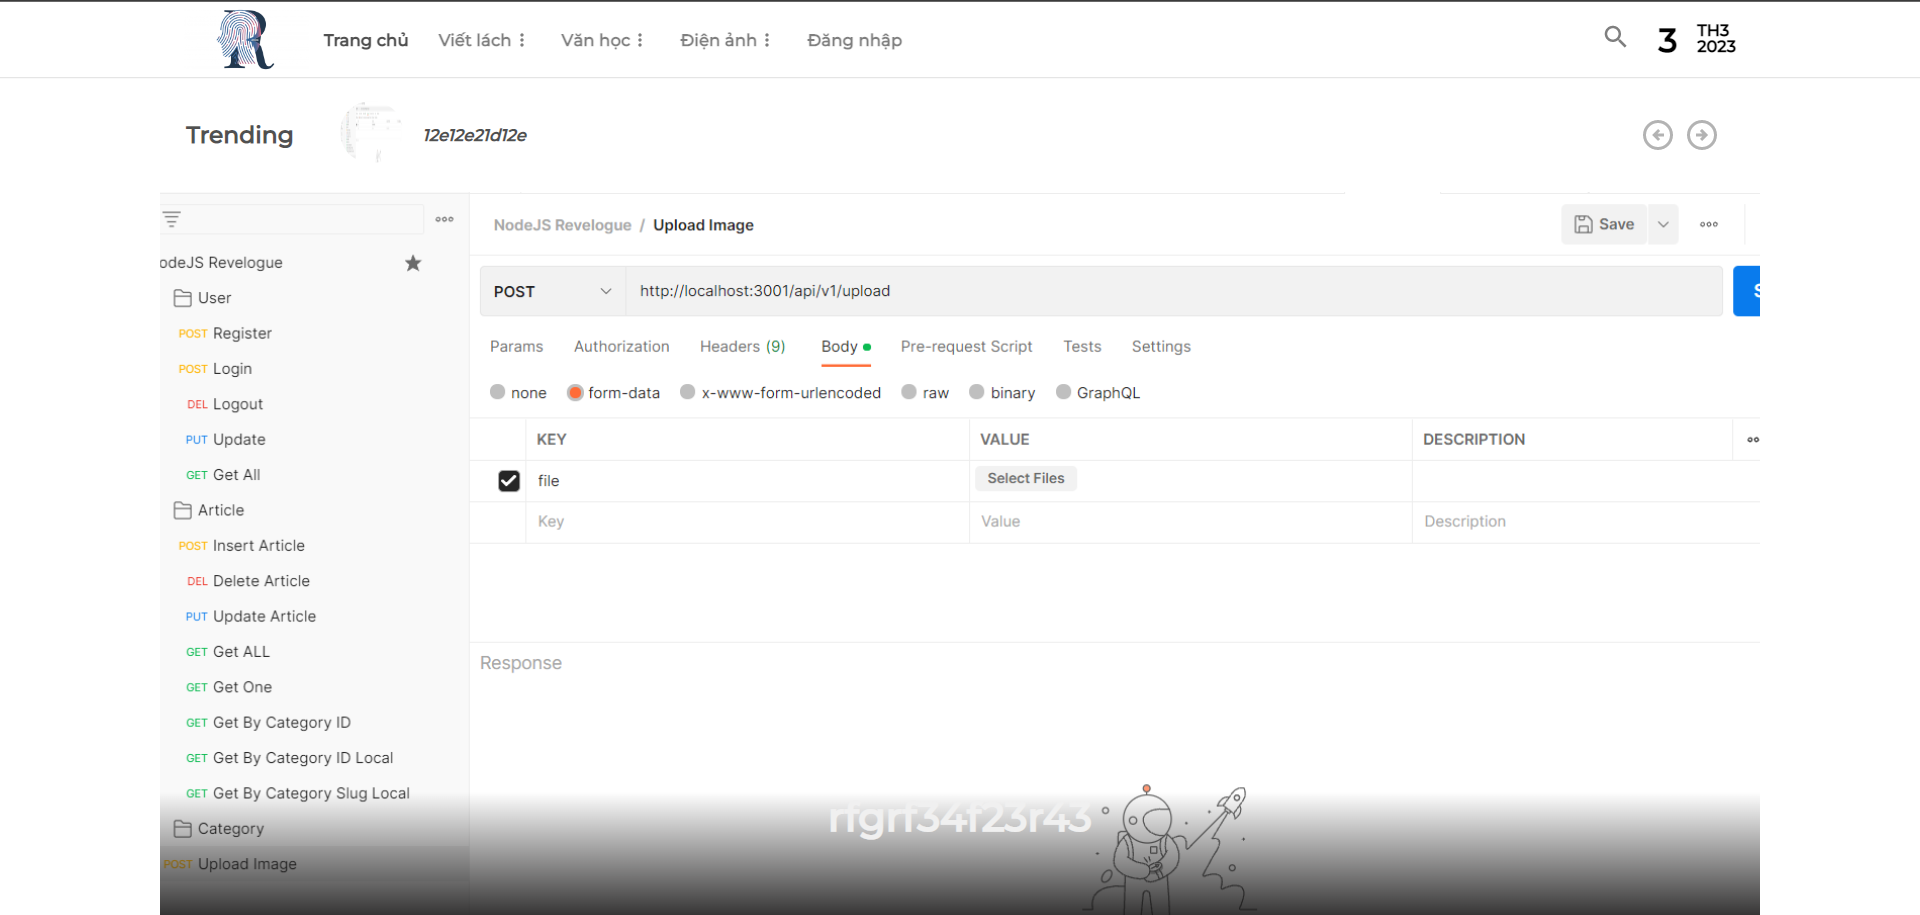 R
Trang chủ
Viết lách
Văn học
Điện ảnh
Đăng nhập
3
TH3
2023
Trending
12e12e21d12e
odeJS Revelogue
User
POST Register
POST Login
DEL Logout
PUT Update
GET Get All
Article
POST Insert Article
DEL Delete Article
PUT Update Article
GET Get ALL
GET Get One
GET Get By Category ID
GET Get By Category ID Local
GET Get By Category Slug Local
Category
POST Upload Image
NodeJS Revelogue / Upload Image
Save
POST
http://localhost:3001/api/v1/upload
Params
Authorization
Headers (9)
Body
Pre-request Script
Tests
Settings
none
form-data
x-www-form-urlencoded
raw
binary
GraphQL
KEY
VALUE
DESCRIPTION
file
Select Files
Key
Value
Description
Response
rfgrf34f23r43